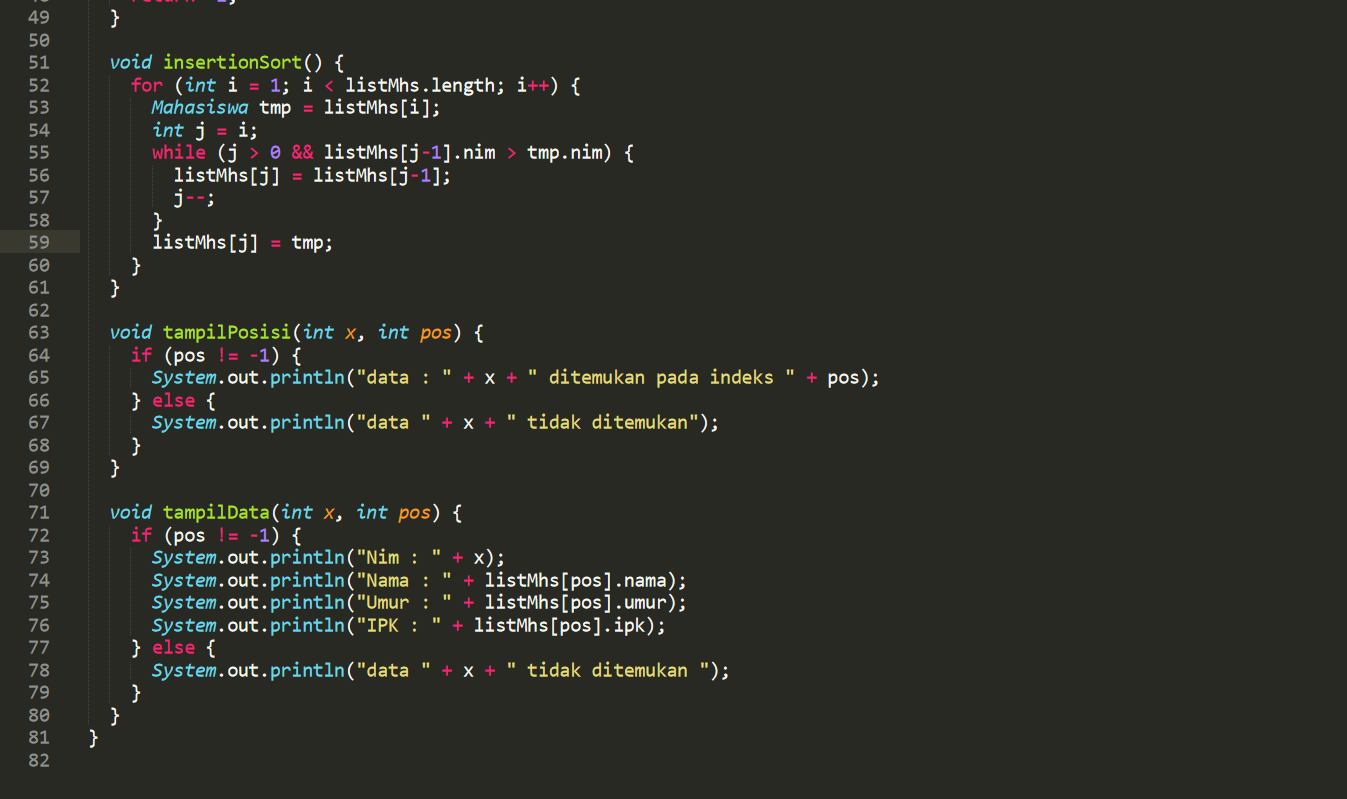 49 }
50
51 void insertionSort() {
52 for (int i = 1; i < listMhs.length; i++) {
53 Mahasiswa tmp = listMhs[i];
54 int j = i;
55 while (j > 0 && listMhs[j-1].nim > tmp.nim) {
56 listMhs[j] = listMhs[j-1];
57 j--;
58 }
59 listMhs[j] = tmp;
60 }
61 }
62
63 void tampilPosisi(int x, int pos) {
64 if (pos != -1) {
65 System.out.println("data : " + x + " ditemukan pada indeks " + pos);
66 } else {
67 System.out.println("data " + x + " tidak ditemukan");
68 }
69 }
70
71 void tampilData(int x, int pos) {
72 if (pos != -1) {
73 System.out.println("Nim : " + x);
74 System.out.println("Nama : " + listMhs[pos].nama);
75 System.out.println("Umur : " + listMhs[pos].umur);
76 System.out.println("IPK : " + listMhs[pos].ipk);
77 } else {
78 System.out.println("data " + x + " tidak ditemukan ");
79 }
80 }
81 }
82